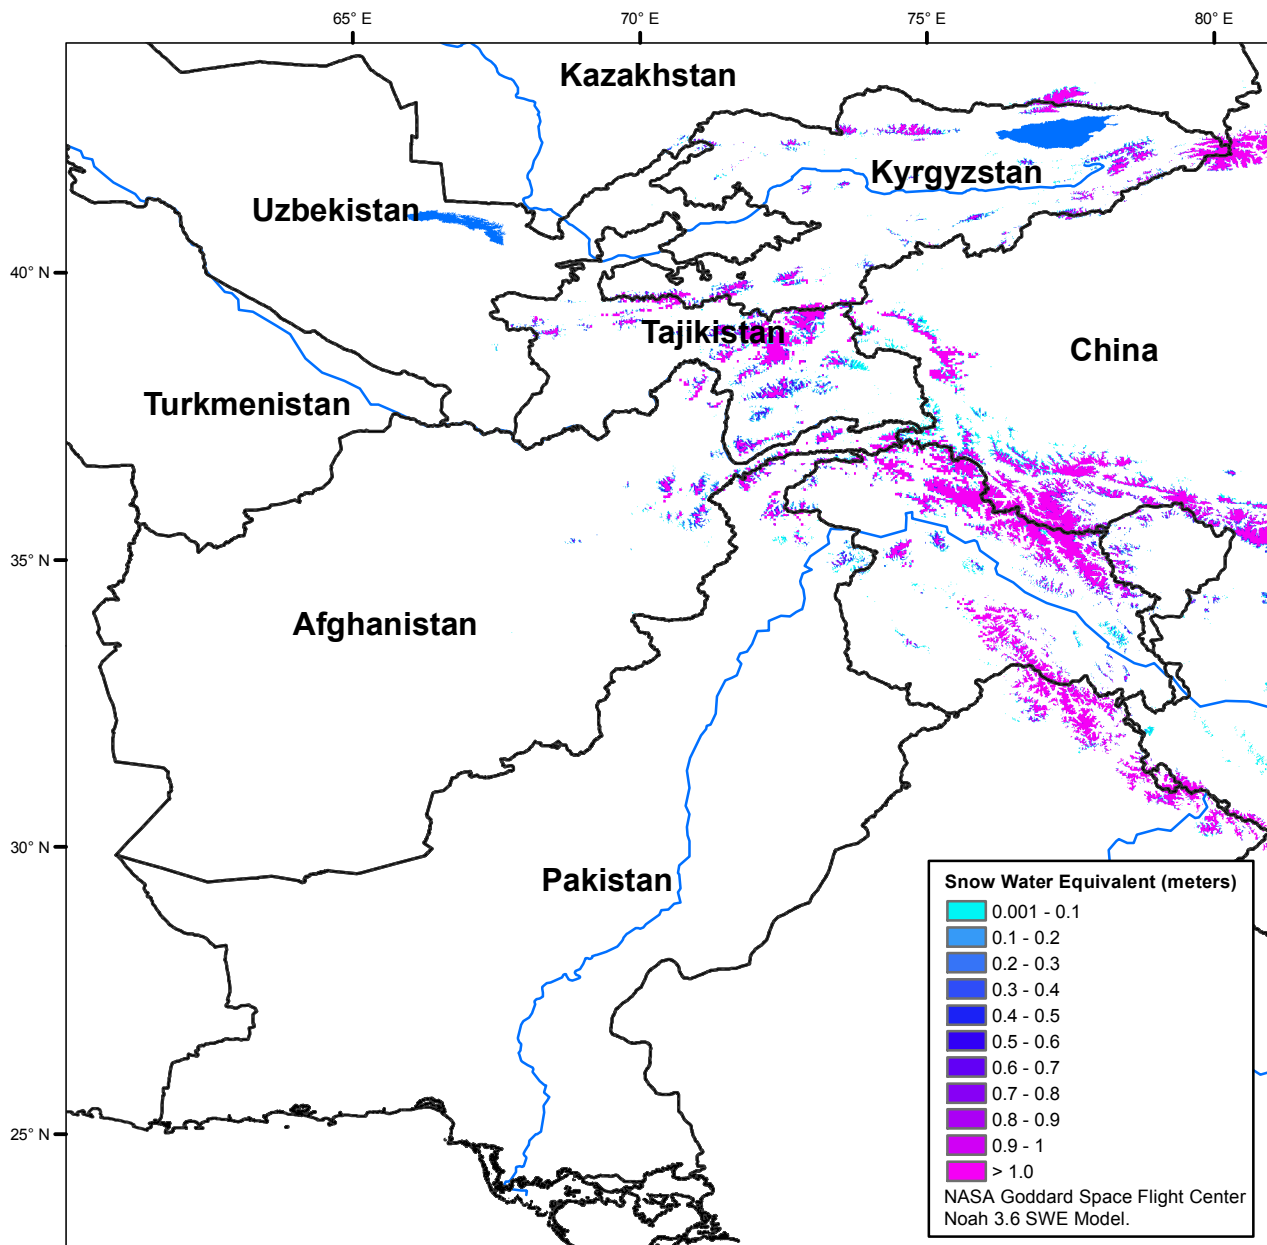 65° E
70° E
75° E
80° E
Kazakhstan
Kyrgyzstan
Uzbekistan
40° N
Tajikistan
China
Turkmenistan
35° N
Afghanistan
30° N
Pakistan
25° N
Snow Water Equivalent (meters)
0.001 - 0.1
0.1 - 0.2
0.2 - 0.3
0.3 - 0.4
0.4 - 0.5
0.5 - 0.6
0.6 - 0.7
0.7 - 0.8
0.8 - 0.9
0.9 - 1
> 1.0
NASA Goddard Space Flight Center
Noah 3.6 SWE Model.